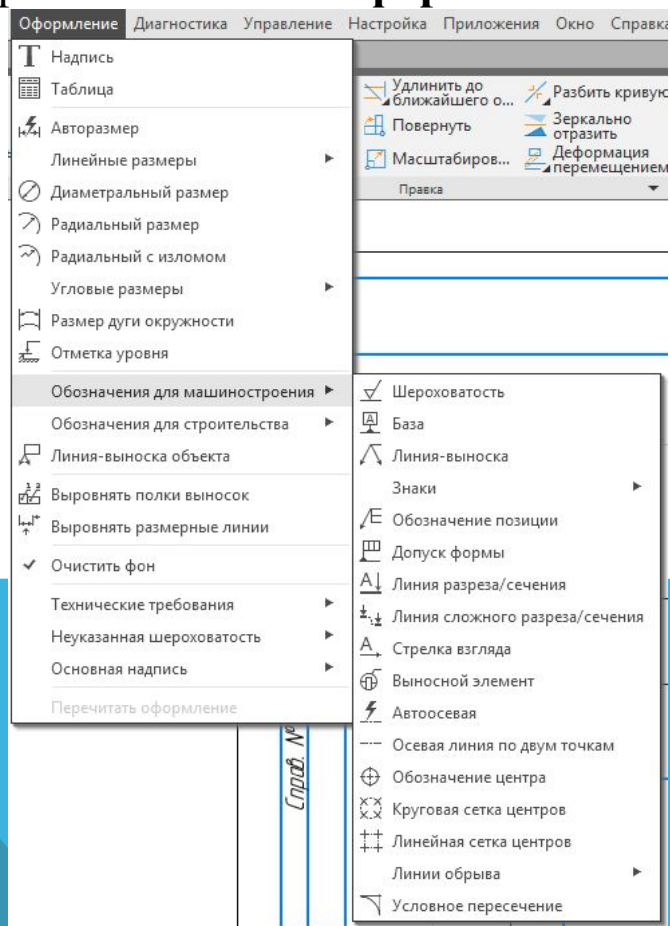 Оформление Диагностика Управление Настройка Приложения Окно Справка
Надпись
Таблица
Авторазмер
Линейные размеры
Диаметральный размер
Радиальный размер
Радиальный с изломом
Угловые размеры
Размер дуги окружности
Отметка уровня
Обозначения для машиностроения
Обозначения для строительства
Линия-выноска объекта
Выровнять полки выносок
Выровнять размерные линии
Очистить фон
Технические требования
Неуказанная шероховатость
Основная надпись
Перечитать оформление
Удлинить до
ближайшего о...
Разбить кривую
Повернуть
Зеркально
отразить
Масштабиров...
Деформация
перемещением
Правка
Шероховатость
База
Линия-выноска
Знаки
Обозначение позиции
Допуск формы
Линия разреза/сечения
Линия сложного разреза/сечения
Стрелка взгляда
Выносной элемент
Автоосевая
Осевая линия по двум точкам
Обозначение центра
Круговая сетка центров
Линейная сетка центров
Линии обрыва
Условное пересечение
Справ. №